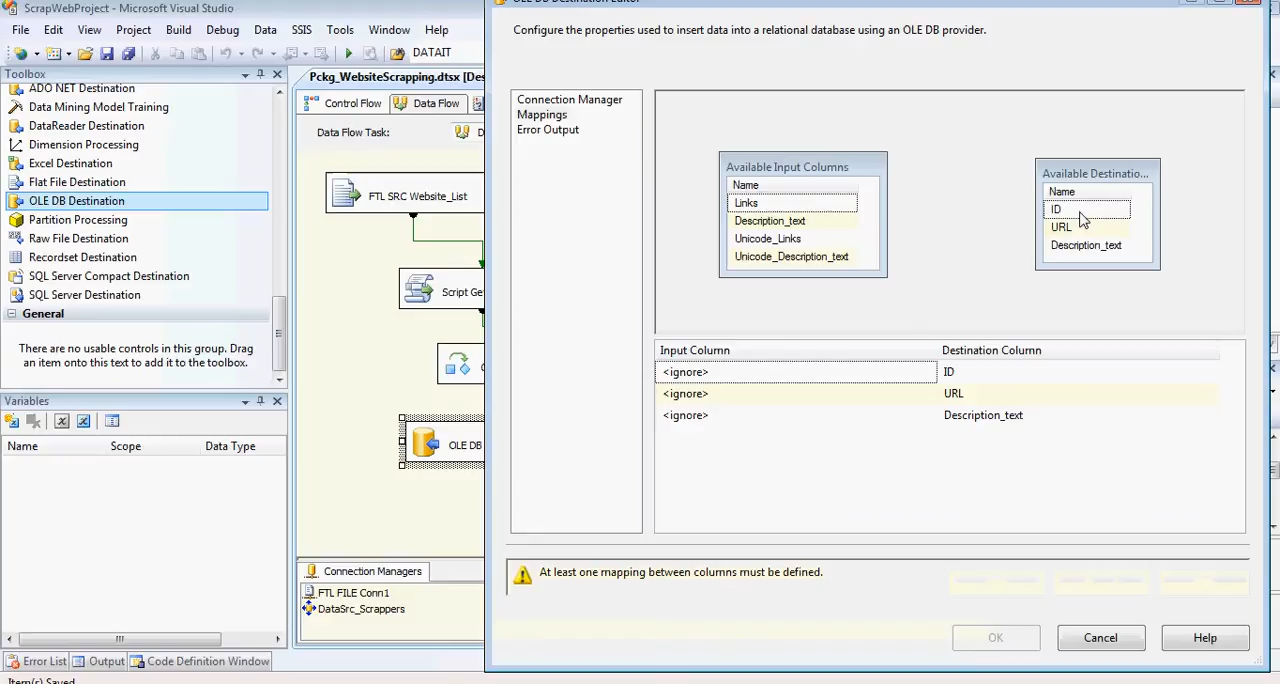 ScrapWebProject - Microsoft Visual Studio
File Edit View Project Build Debug Data SSIS Tools Window Help
DATAIT
Toolbox
ADO NET Destination
Data Mining Model Training
DataReader Destination
Dimension Processing
Excel Destination
Flat File Destination
OLE DB Destination
Partition Processing
Raw File Destination
Recordset Destination
SQL Server Compact Destination
SQL Server Destination
General
There are no usable controls in this group. Drag
an item onto this text to add it to the toolbox.
Variables
Name Scope Data Type
Error List Output Code Definition Window
Item(s) Saved
Pckg_WebsiteScrapping.dtsx [Des
Control Flow Data Flow
Data Flow Task: D
FTL SRC Website_List
Script Ge
OLE DB
Connection Managers
FTL FILE Conn1
DataSrc_Scrappers
OLE DB Destination Editor
Configure the properties used to insert data into a relational database using an OLE DB provider.
Connection Manager
Mappings
Error Output
Available Input Columns
Name
Links
Description_text
Unicode_Links
Unicode_Description_text
Available Destinatio...
Name
ID
URL
Description_text
Input Column Destination Column
<ignore> ID
<ignore> URL
<ignore> Description_text
At least one mapping between columns must be defined.
OK Cancel Help